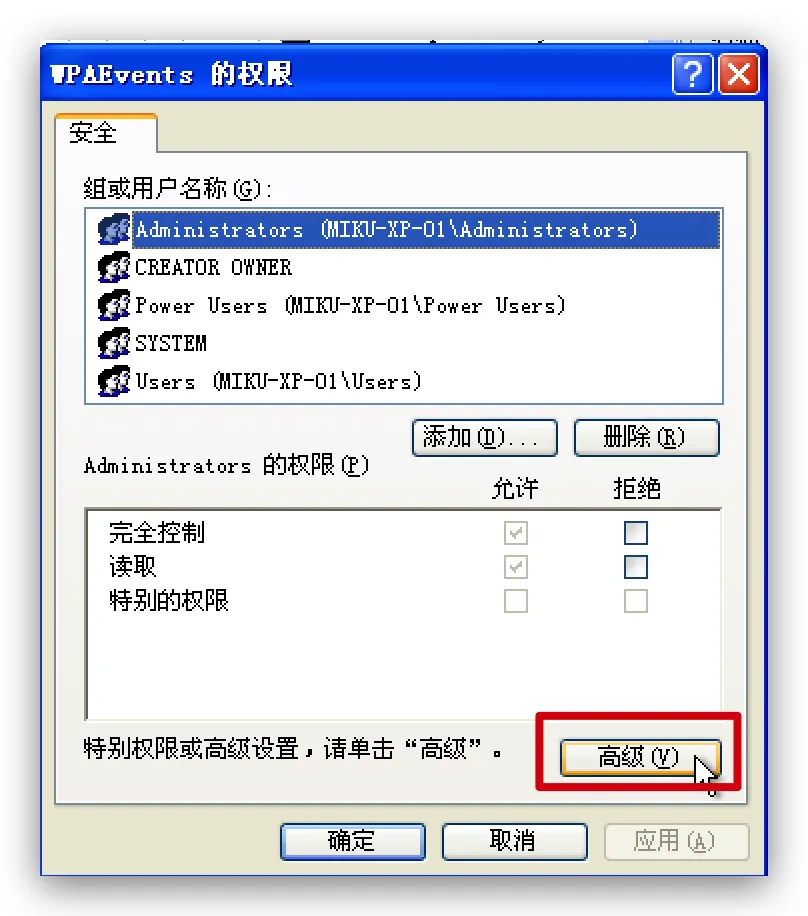 WPAEvents 的权限
安全
组或用户名称(G):
Administrators (MIKU-XP-01\Administrators)
CREATOR OWNER
Power Users (MIKU-XP-01\Power Users)
SYSTEM
Users (MIKU-XP-01\Users)
添加(D)... 删除(R)
Administrators 的权限(P)
允许 拒绝
完全控制
读取
特别的权限
特别权限或高级设置，请单击“高级”。 高级(V)
确定 取消 应用(A)